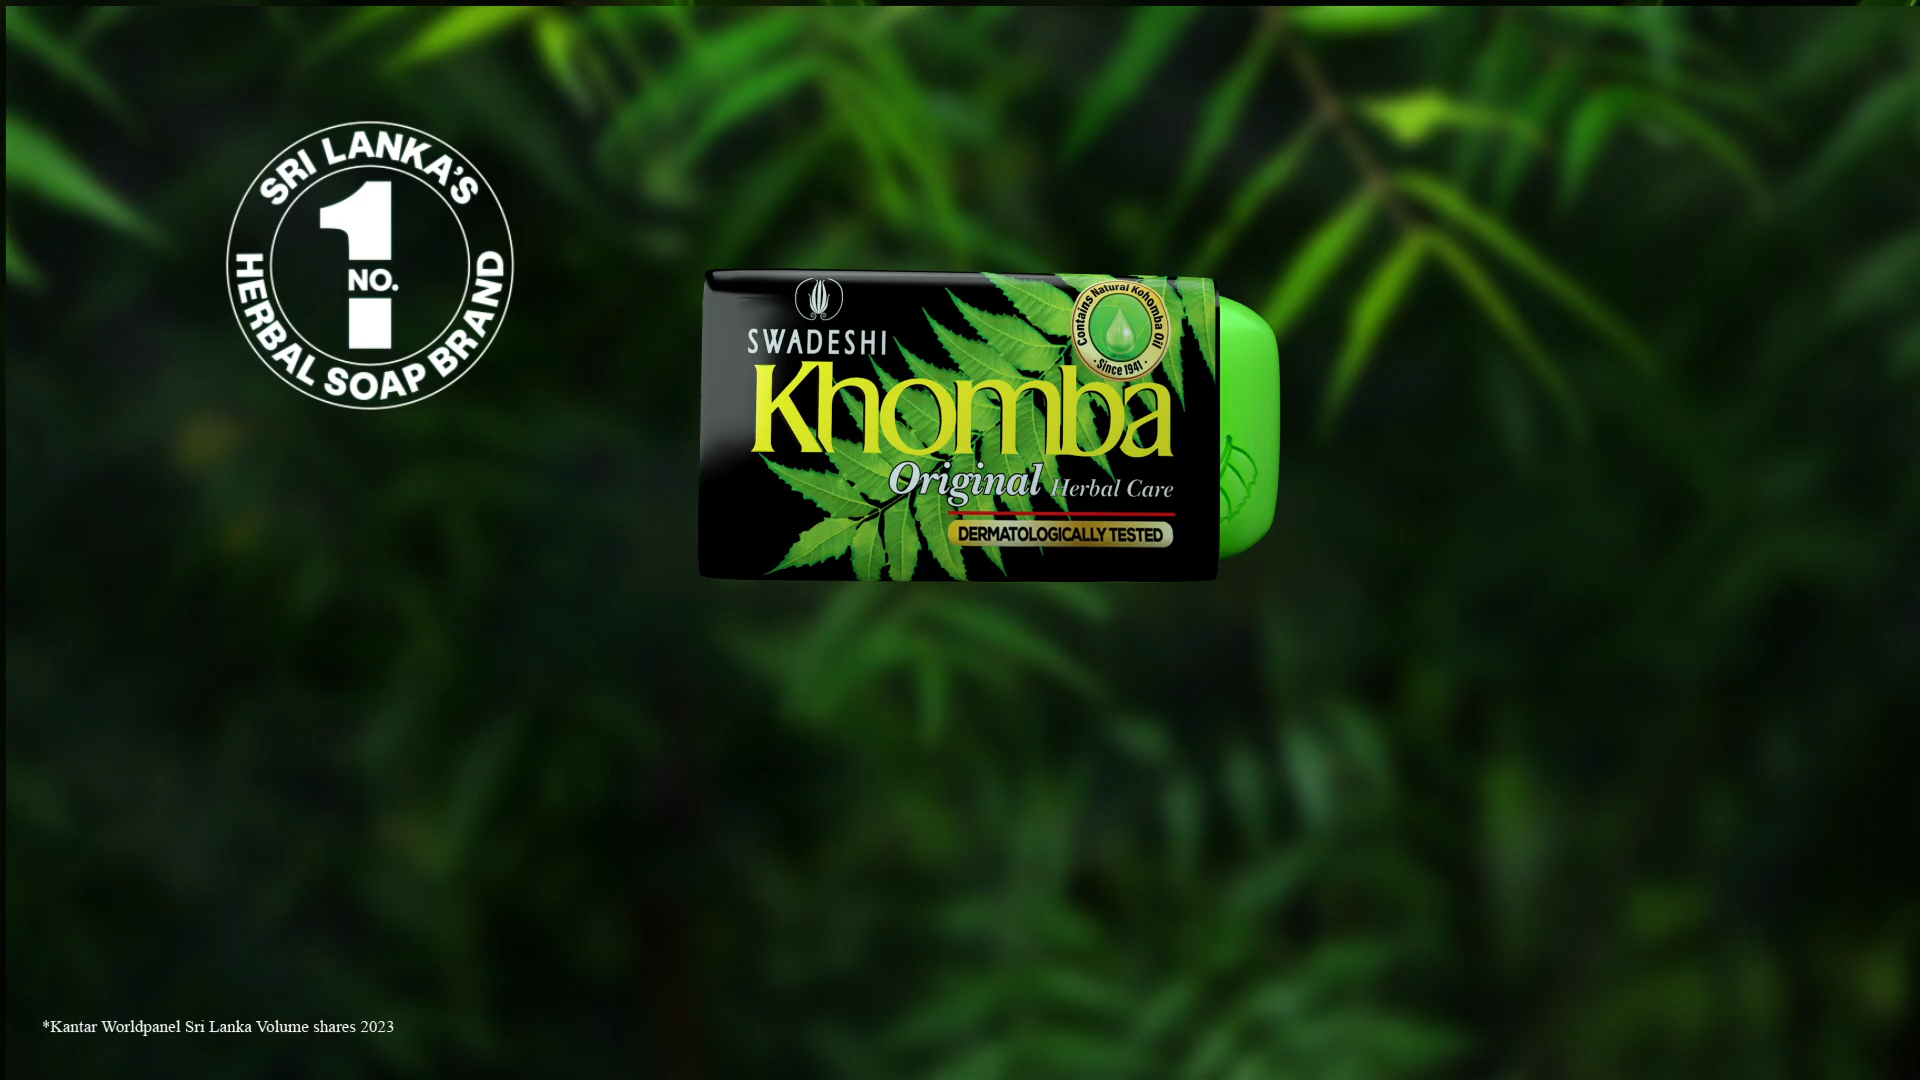 SRI LANKA'S
1
NO.
HERBAL SOAP BRAND
SWADESHI
Contains Natural Kohomba Oil
· Since 1941 ·
Khomba
Original Herbal Care
DERMATOLOGICALLY TESTED
*Kantar Worldpanel Sri Lanka Volume shares 2023